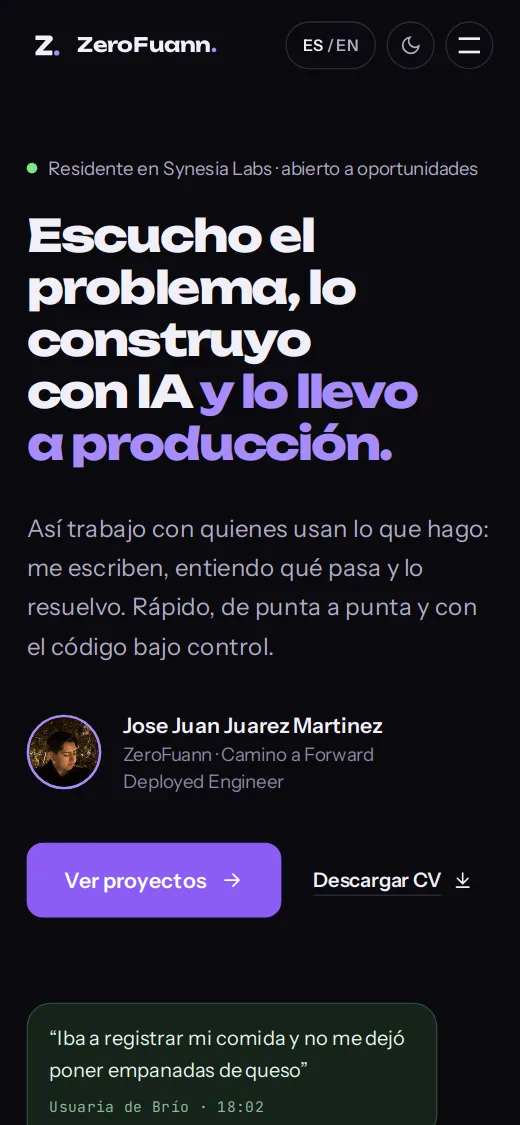 Z. ZeroFuann. ES / EN
Residente en Synesia Labs · abierto a oportunidades
Escucho el
problema, lo
construyo
con IA y lo llevo
a producción.
Así trabajo con quienes usan lo que hago:
me escriben, entiendo qué pasa y lo
resuelvo. Rápido, de punta a punta y con
el código bajo control.
Jose Juan Juarez Martinez
ZeroFuann · Camino a Forward
Deployed Engineer
Ver proyectos → Descargar CV
“Iba a registrar mi comida y no me dejó
poner empanadas de queso”
Usuaria de Brío · 18:02